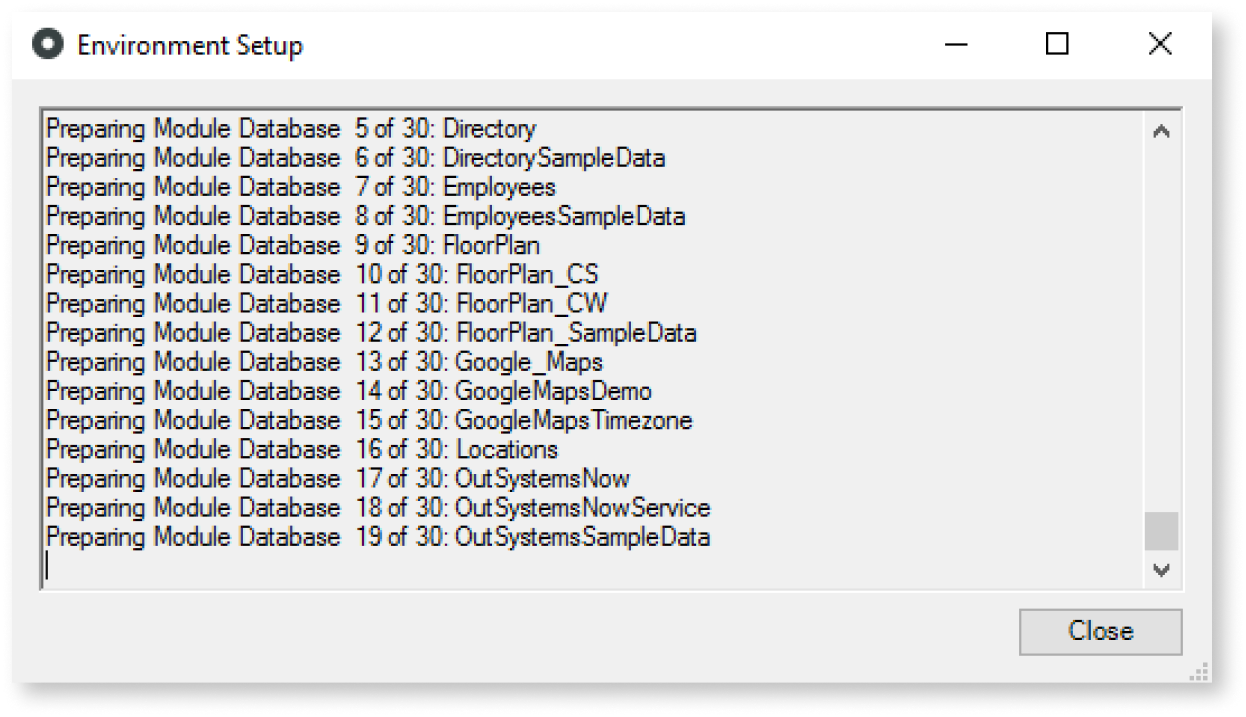 Environment Setup
Preparing Module Database  5 of 30: Directory
Preparing Module Database  6 of 30: DirectorySampleData
Preparing Module Database  7 of 30: Employees
Preparing Module Database  8 of 30: EmployeesSampleData
Preparing Module Database  9 of 30: FloorPlan
Preparing Module Database  10 of 30: FloorPlan_CS
Preparing Module Database  11 of 30: FloorPlan_CW
Preparing Module Database  12 of 30: FloorPlan_SampleData
Preparing Module Database  13 of 30: Google_Maps
Preparing Module Database  14 of 30: GoogleMapsDemo
Preparing Module Database  15 of 30: GoogleMapsTimezone
Preparing Module Database  16 of 30: Locations
Preparing Module Database  17 of 30: OutSystemsNow
Preparing Module Database  18 of 30: OutSystemsNowService
Preparing Module Database  19 of 30: OutSystemsSampleData
Close